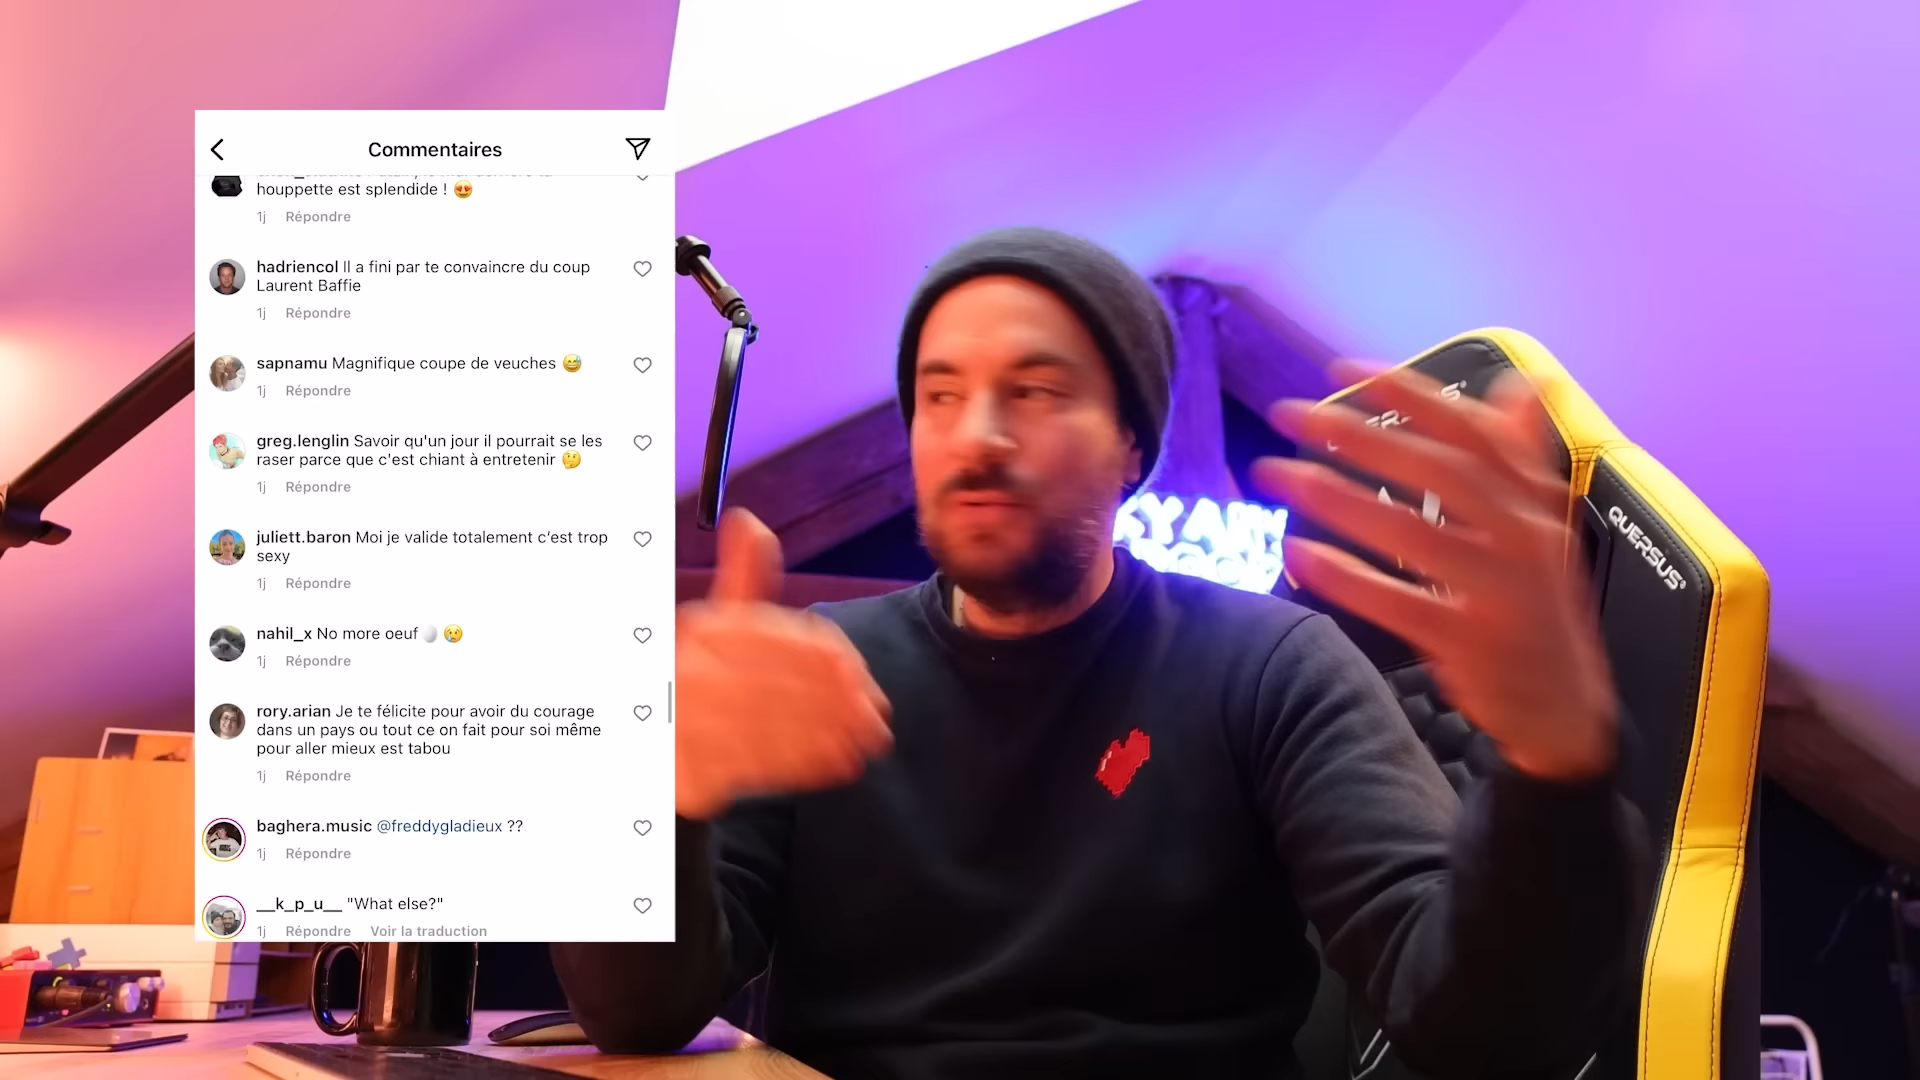 Commentaires
houppette est splendide ! 😍
1j Répondre
hadriencol Il a fini par te convaincre du coup
Laurent Baffie
1j Répondre
sapnamu Magnifique coupe de veuches 😅
1j Répondre
greg.lenglin Savoir qu'un jour il pourrait se les
raser parce que c'est chiant à entretenir 🤔
1j Répondre
juliett.baron Moi je valide totalement c'est trop
sexy
1j Répondre
nahil_x No more oeuf🥚😢
1j Répondre
rory.arian Je te félicite pour avoir du courage
dans un pays ou tout ce on fait pour soi même
pour aller mieux est tabou
1j Répondre
baghera.music @freddygladieux ??
1j Répondre
__k_p_u__ "What else?"
1j Répondre Voir la traduction
QUERSUS